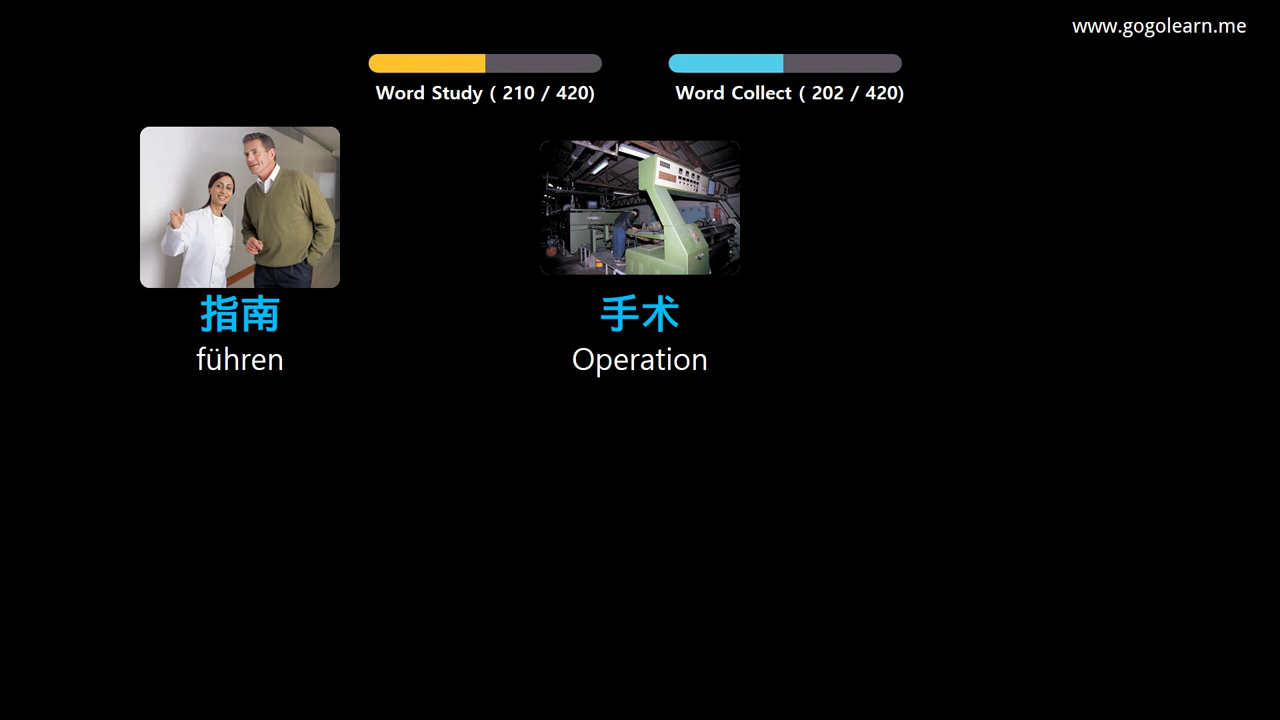 www.gogolearn.me
Word Study ( 210 / 420)
Word Collect ( 202 / 420)
指南
führen
手术
Operation